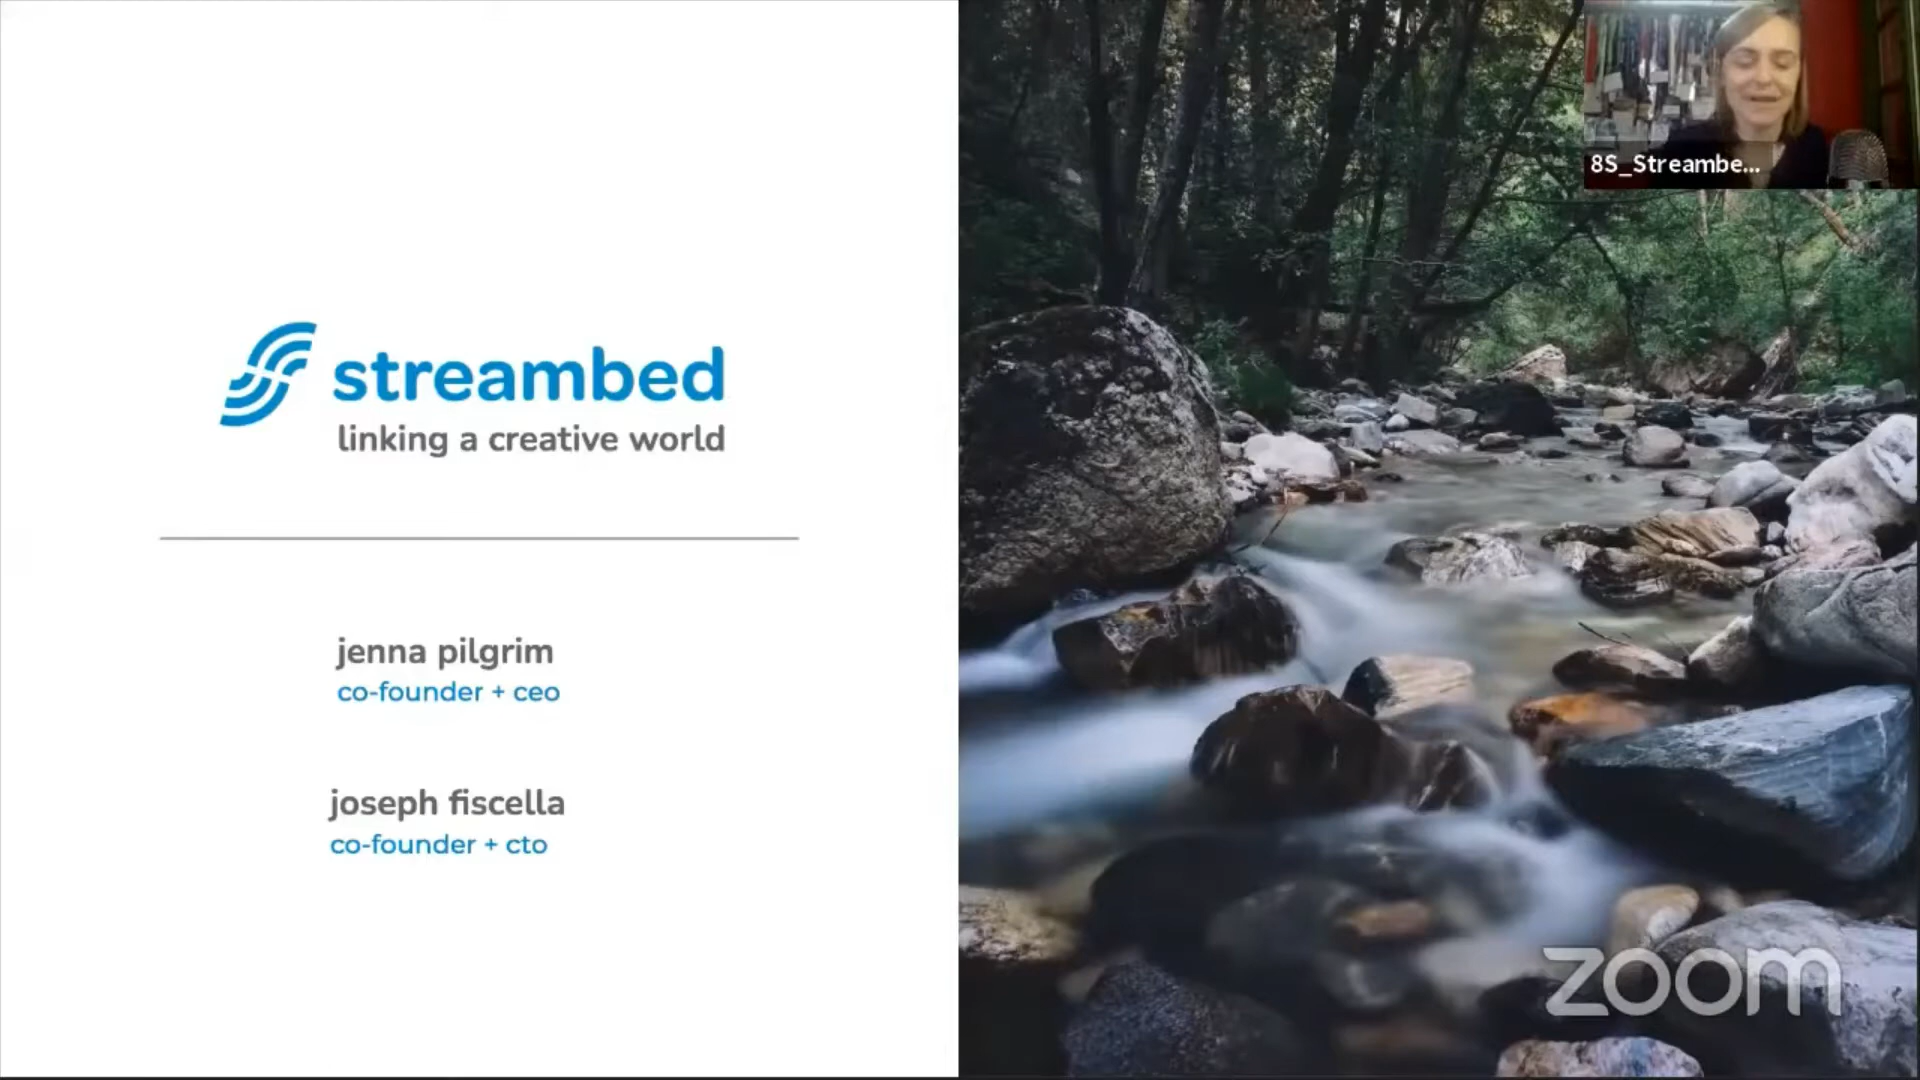 8S_Streambe...
streambed
linking a creative world
jenna pilgrim
co-founder + ceo
joseph fiscella
co-founder + cto
zoom